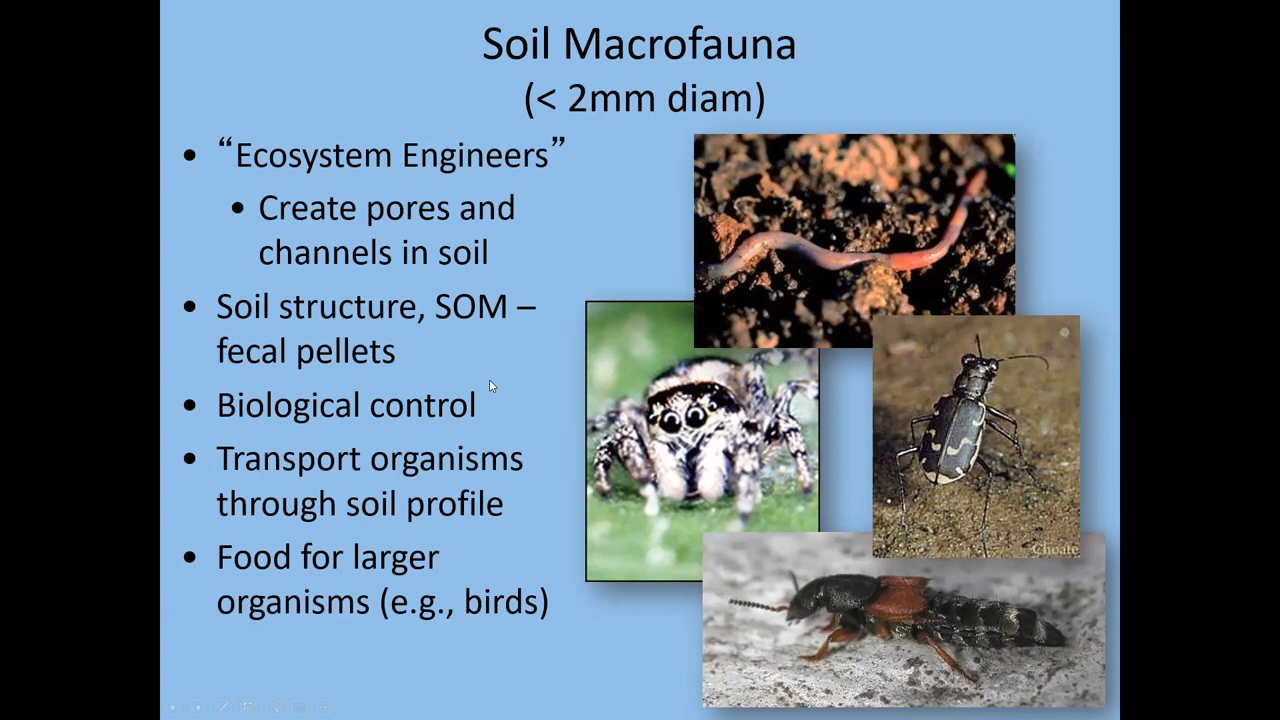 Soil Macrofauna
(< 2mm diam)
• “Ecosystem Engineers”
• Create pores and
channels in soil
• Soil structure, SOM –
fecal pellets
• Biological control
• Transport organisms
through soil profile
• Food for larger
organisms (e.g., birds)
Choate